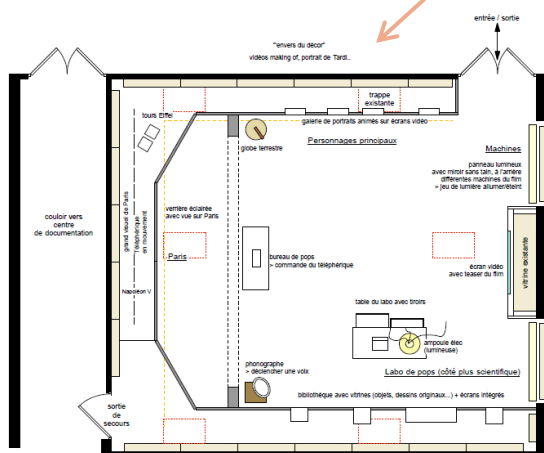 entrée / sortie
"envers du décor"
vidéos making of, portrait de Tardi..
trappe
existante
tours Eiffel
galerie de portraits animés sur écrans vidéo
globe terrestre
Personnages principaux
Machines
panneau lumineux
avec miroir sans tain, à l'arrière
différentes machines du film
> jeu de lumière allumer/éteint
couloir vers
centre
de documentation
grand visuel de Paris
Téléphérique
en mouvement
verrière éclairée
avec vue sur Paris
Paris
bureau de pops
> commande du téléphérique
écran vidéo
avec teaser du film
vitrine existante
Napoléon V
table du labo avec tiroirs
ampoule élec
(lumineuse)
phonographe
> déclencher une voix
Labo de pops (côté plus scientifique)
bibliothèque avec vitrines (objets, dessins originaux...) + écrans intégrés
sortie
de
secours